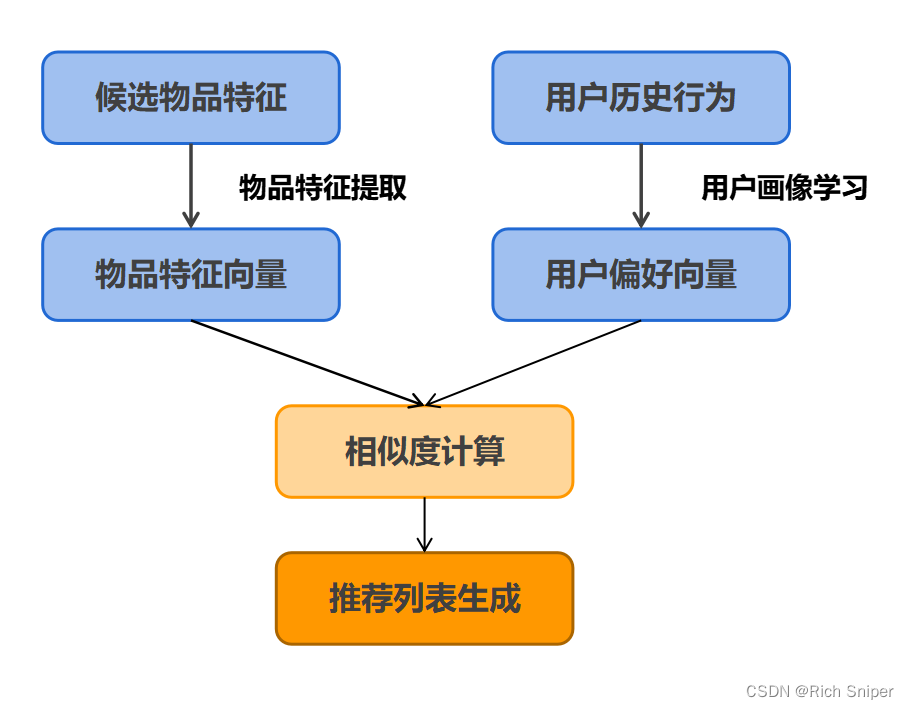 候选物品特征
用户历史行为
物品特征提取
用户画像学习
物品特征向量
用户偏好向量
相似度计算
推荐列表生成
CSDN @Rich Sniper